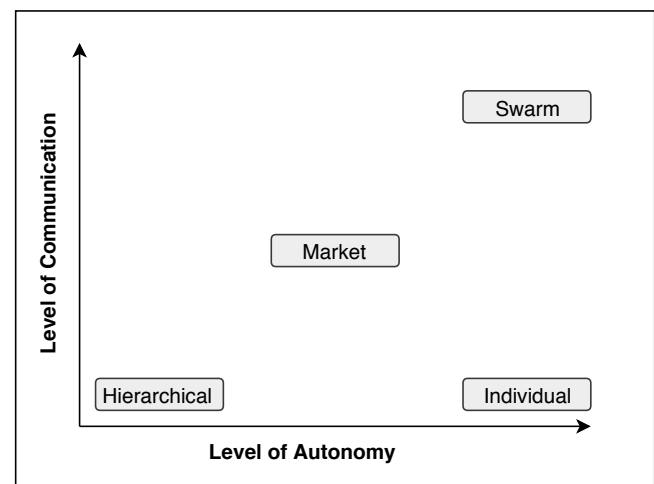 Swarm
Level of Communication
Market
Hierarchical
Individual
Level of Autonomy